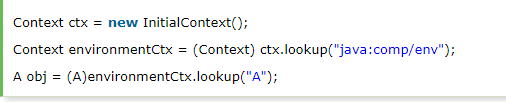 Context ctx = new InitialContext();
Context environmentCtx = (Context) ctx.lookup("java:comp/env");
A obj = (A)environmentCtx.lookup("A");